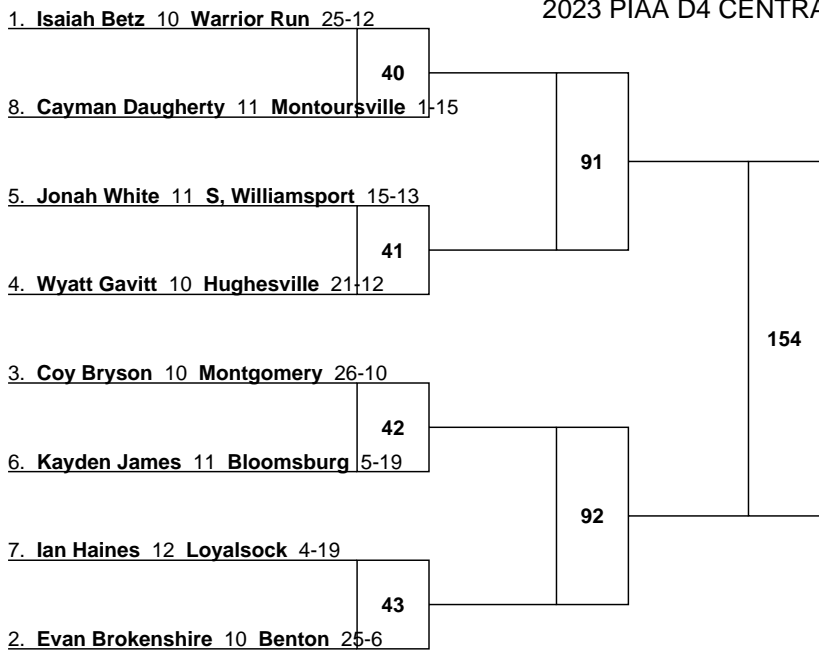 2023 PIAA D4 CENTRA
1. Isaiah Betz 10 Warrior Run 25-12
40
8. Cayman Daugherty 11 Montoursville 1-15
91
5. Jonah White 11 S, Williamsport 15-13
41
4. Wyatt Gavitt 10 Hughesville 21-12
154
3. Coy Bryson 10 Montgomery 26-10
42
6. Kayden James 11 Bloomsburg 5-19
92
7. Ian Haines 12 Loyalsock 4-19
43
2. Evan Brokenshire 10 Benton 25-6